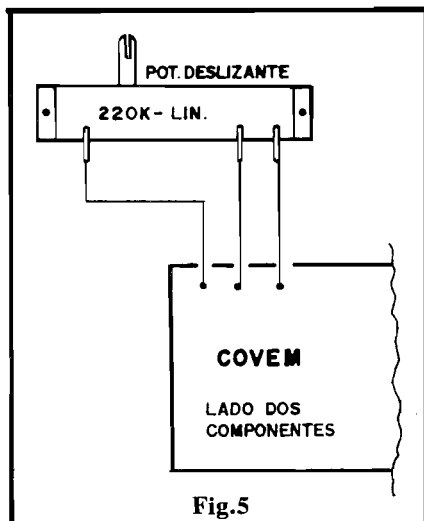 POT. DESLIZANTE
220K-LIN.
COVEM
LADO DOS
COMPONENTES
Fig.5